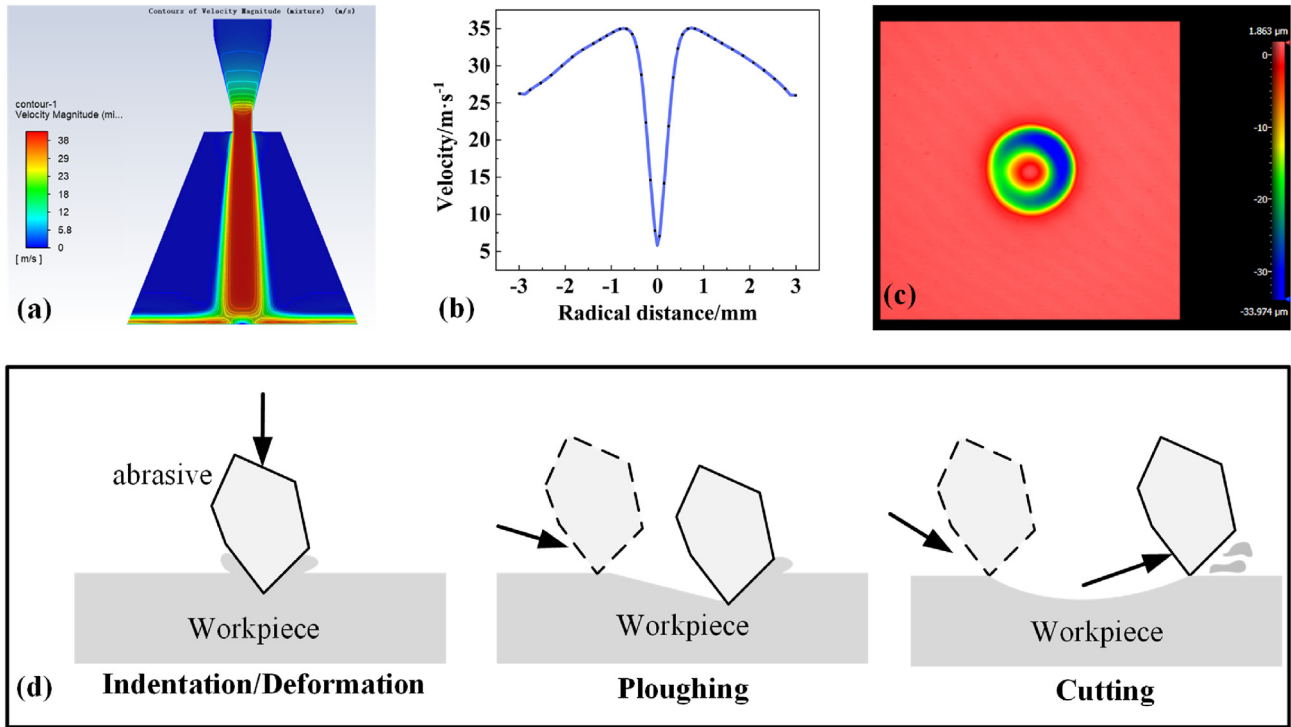 Contours of Velocity Magnitude (mixture) (m/s)
contour-1
Velocity Magnitude (mi...
38
29
18
12
5.8
0
[ m/s ]
(a)
(b)
Velocity/m·s⁻¹
35
30
25
20
15
10
5
-3 -2 -1 0 1 2 3
Radical distance/mm
(c)
1.863 µm
0
-10
-20
-30
-33.974 µm
abrasive
Workpiece
Indentation/Deformation
Workpiece
Ploughing
Workpiece
Cutting
(d)